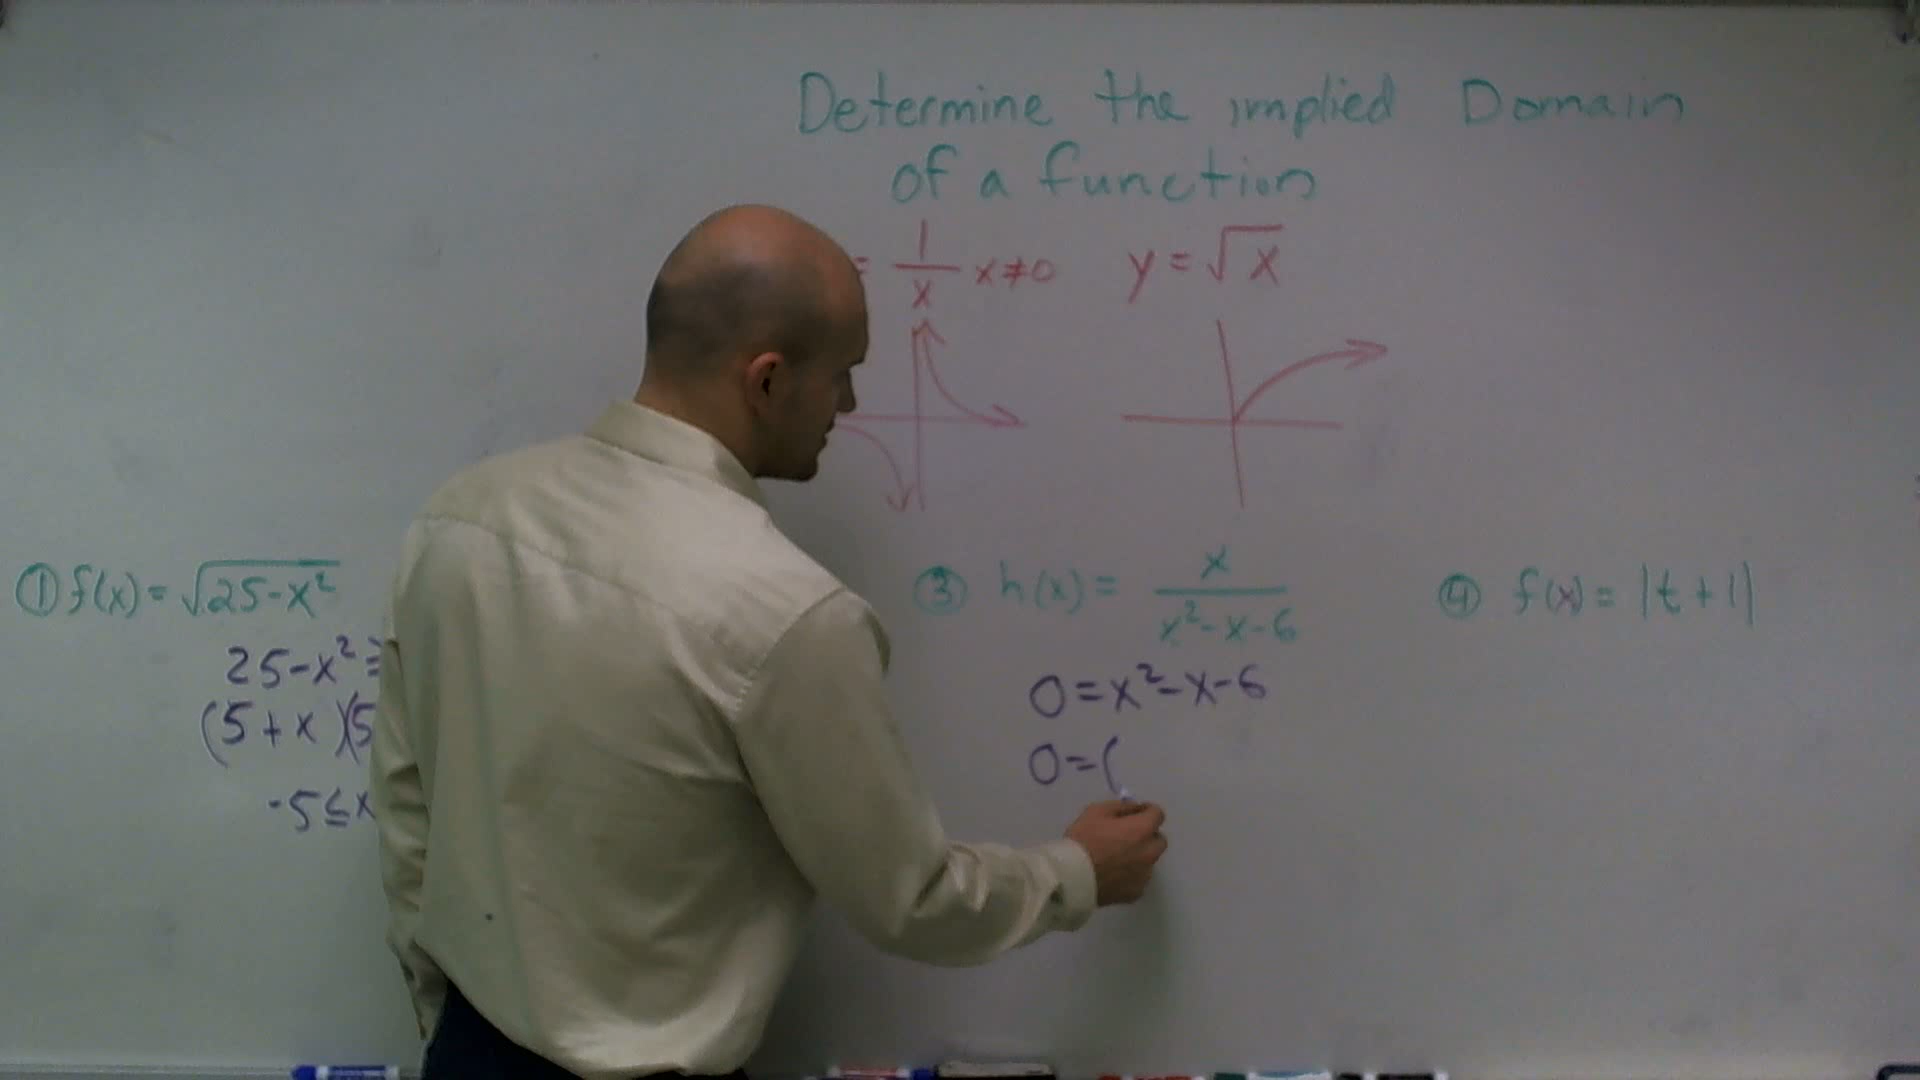 Determine the implied Domain
of a function
= 1/x x≠0
y = √x
① f(x) = √25-x²
25-x² ≥
(5+x)(5
-5≤x
③ h(x) = x/x²-x-6
0=x²-x-6
0=(
④ f(x) = |t+1|